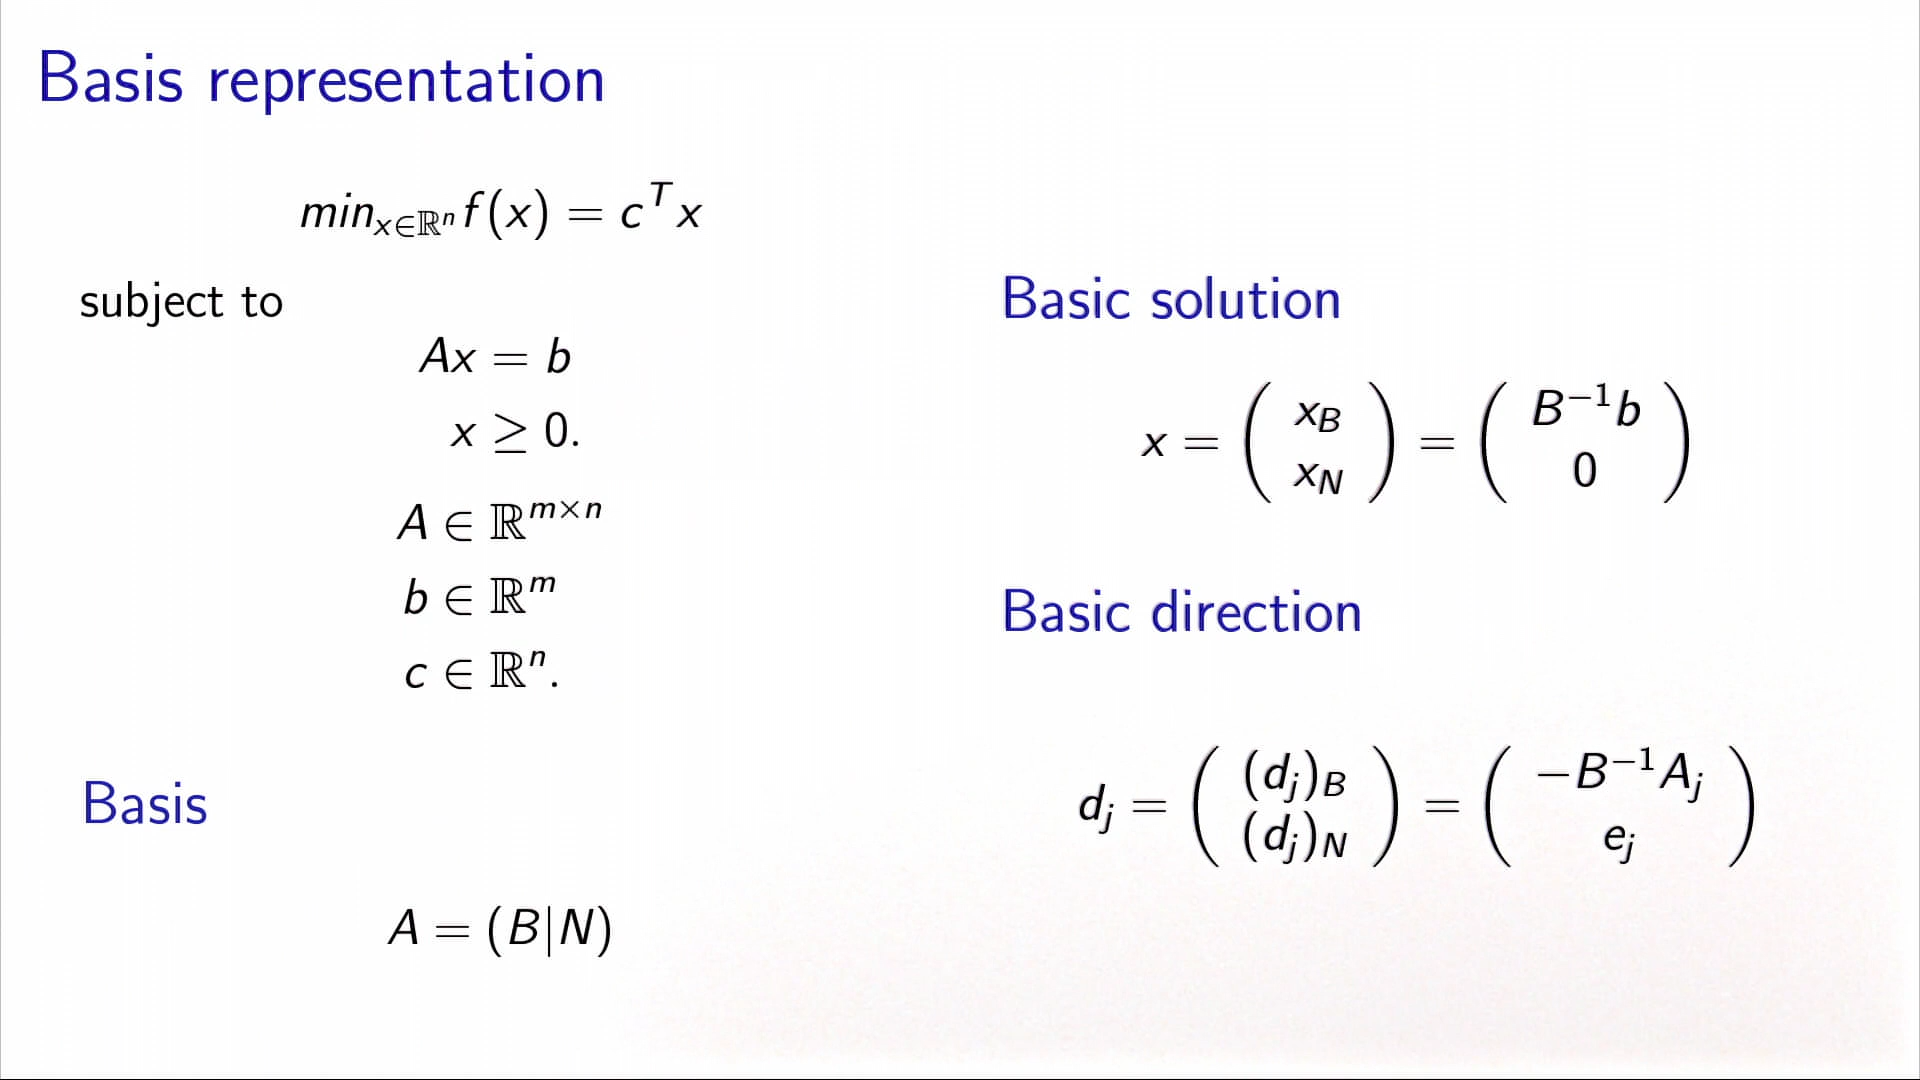 Basis representation
min_{x∈ℝⁿ} f(x) = cᵀx
subject to
Ax = b
x ≥ 0.
A ∈ ℝ^{m×n}
b ∈ ℝᵐ
c ∈ ℝⁿ.
Basis
A = (B|N)
Basic solution
x = ( x_B x_N ) = ( B⁻¹b 0 )
Basic direction
d_j = ( (d_j)_B (d_j)_N ) = ( −B⁻¹A_j e_j )